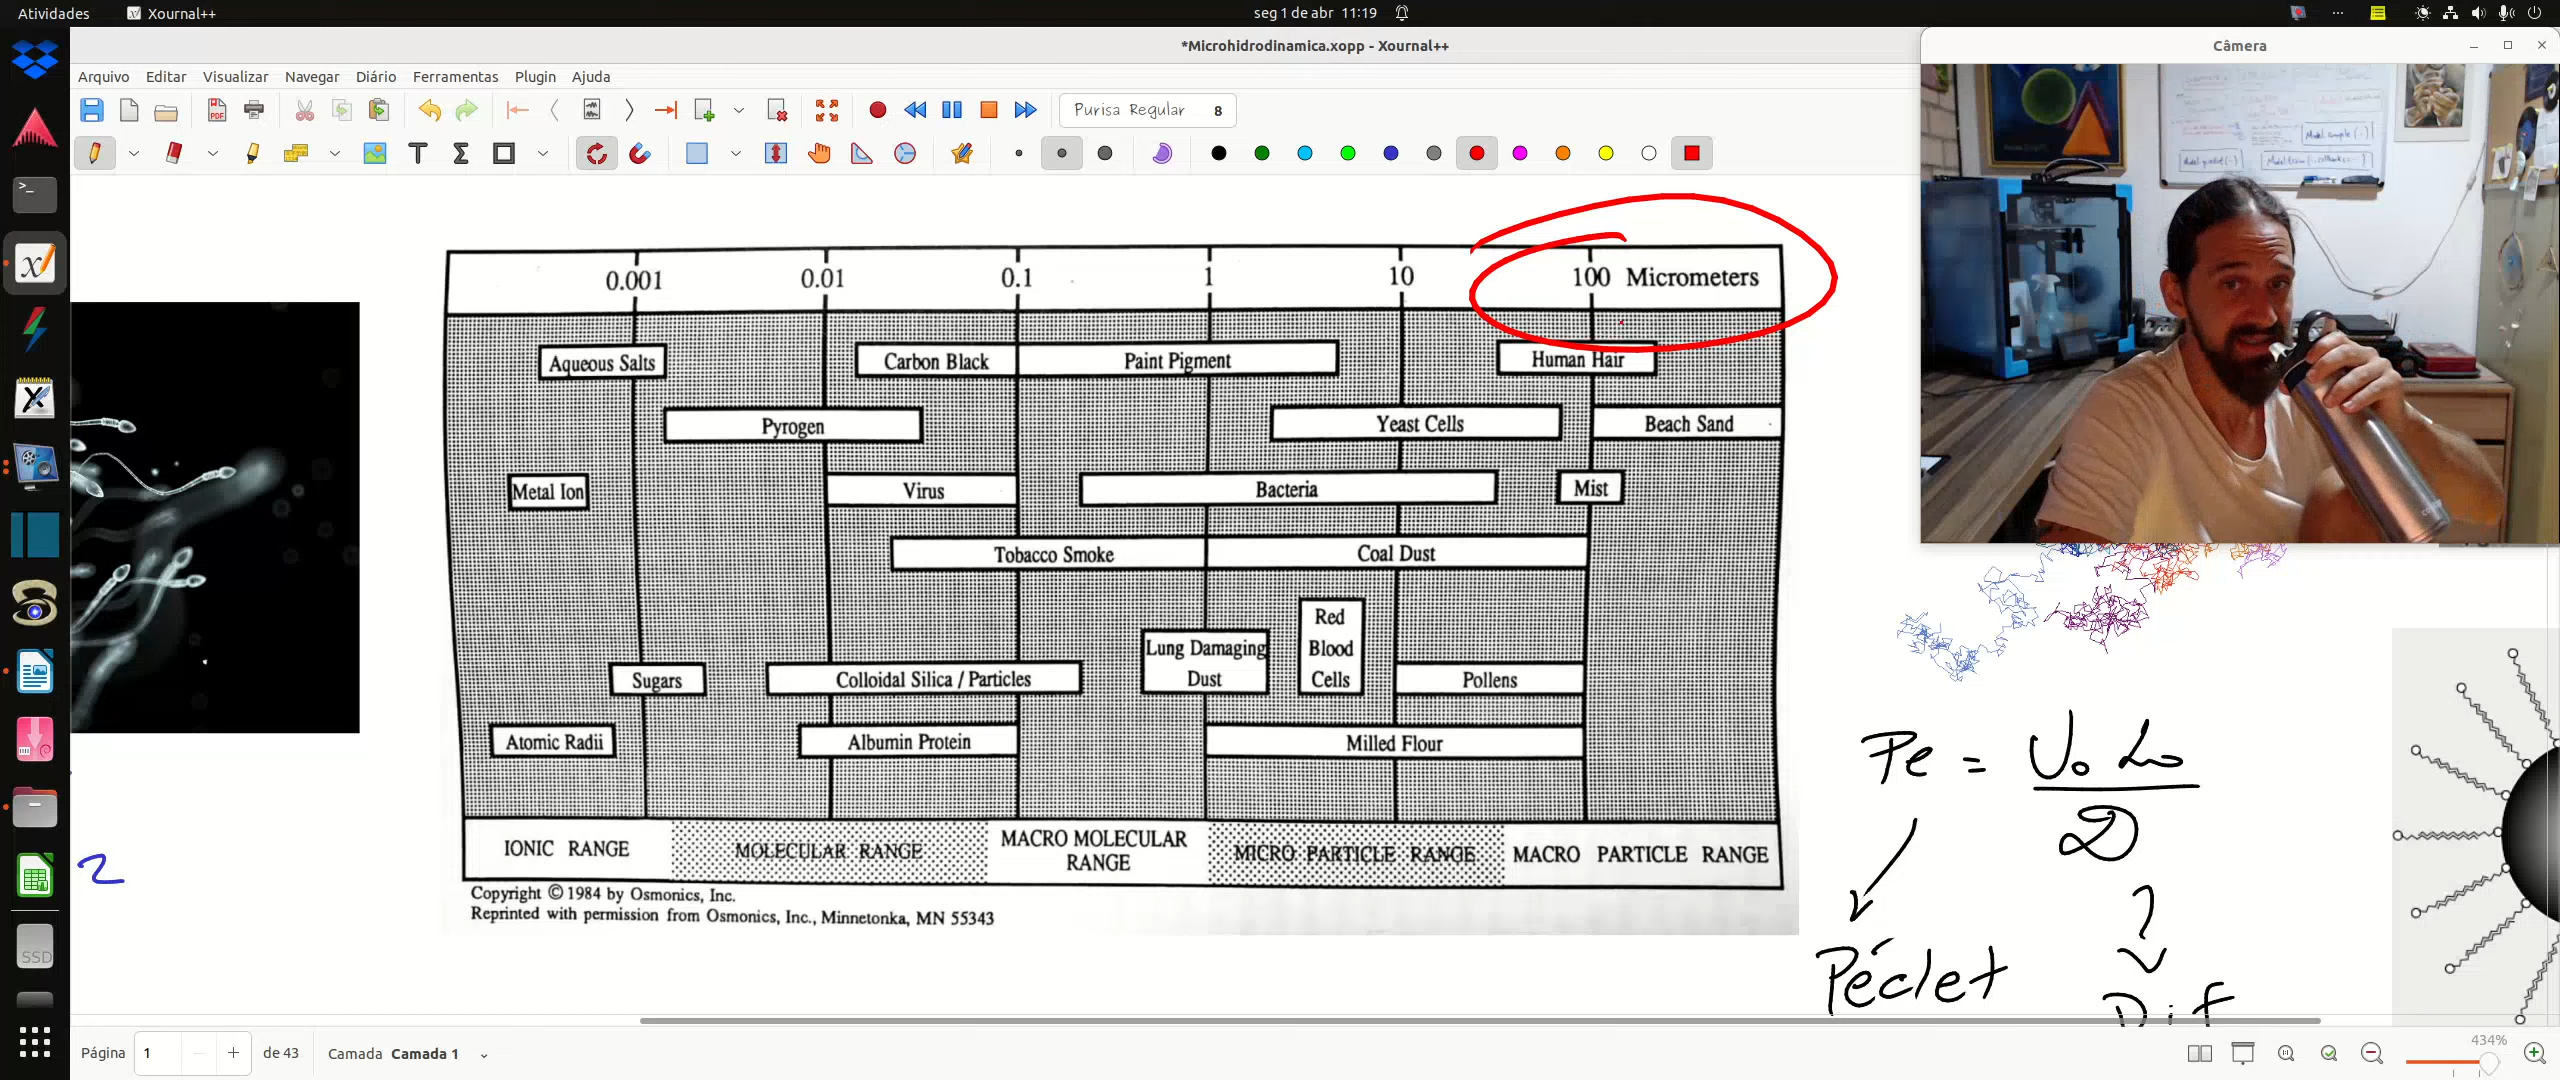 Atividades
Xournal++
seg 1 de abr 11:19
*Microhidrodinamica.xopp - Xournal++
Câmera
Arquivo Editar Visualizar Navegar Diário Ferramentas Plugin Ajuda
PDF
Purisa Regular 8
0.001 0.01 0.1 1 10 100 Micrometers
Aqueous Salts
Carbon Black
Paint Pigment
Human Hair
Pyrogen
Yeast Cells
Beach Sand
Metal Ion
Virus
Bacteria
Mist
Tobacco Smoke
Coal Dust
Red
Blood
Cells
Lung Damaging
Dust
Sugars
Colloidal Silica / Particles
Pollens
Atomic Radii
Albumin Protein
Milled Flour
IONIC RANGE
MOLECULAR RANGE
MACRO MOLECULAR
RANGE
MICRO PARTICLE RANGE
MACRO PARTICLE RANGE
Copyright © 1984 by Osmonics, Inc.
Reprinted with permission from Osmonics, Inc., Minnetonka, MN 55343
2
Pe = U₀ L₀
D
?
Péclet
Dif
SSD
Página 1 de 43
Camada Camada 1
434%